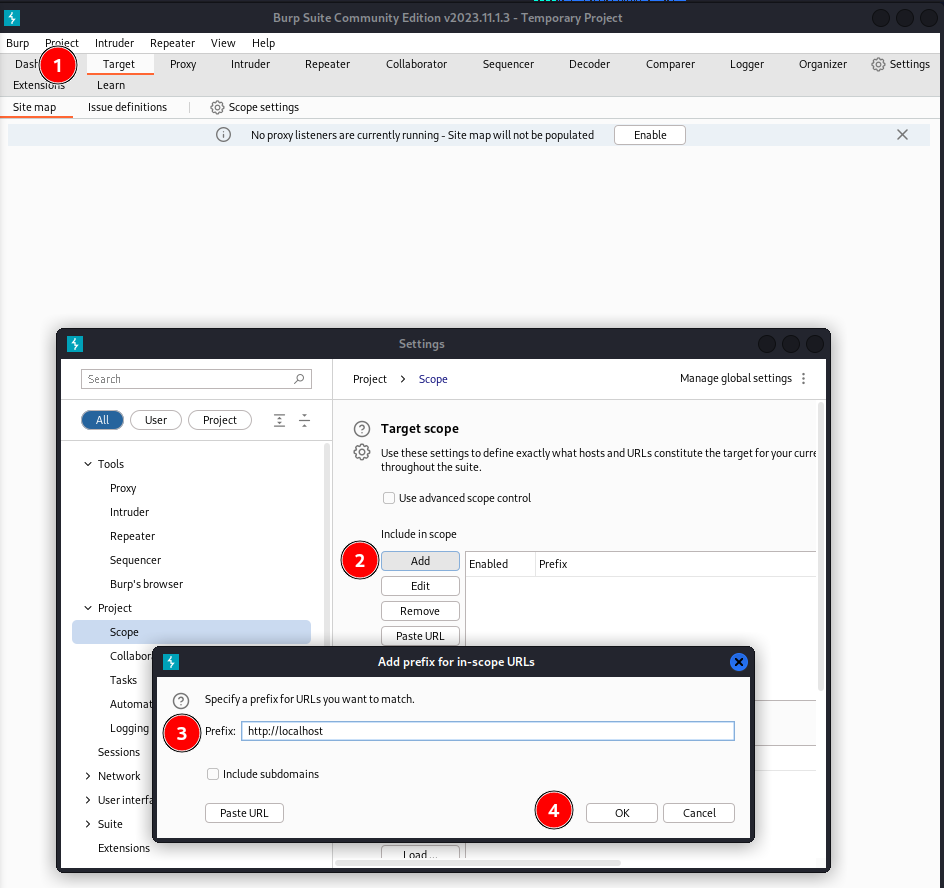 Burp Suite Community Edition v2023.11.1.3 - Temporary Project
Burp Project Intruder Repeater View Help
1 Target Proxy Intruder Repeater Collaborator Sequencer Decoder Comparer Logger Organizer Settings
Extensions Learn
Site map Issue definitions Scope settings
No proxy listeners are currently running - Site map will not be populated Enable
Settings
Search
Project > Scope
Manage global settings
All User Project
Target scope
Use these settings to define exactly what hosts and URLs constitute the target for your
throughout the suite.
Use advanced scope control
Include in scope
2 Add Enabled Prefix
Edit
Remove
Paste URL
Tools
Proxy
Intruder
Repeater
Sequencer
Burp's browser
Project
Scope
Tasks
Logging
Sessions
Network
Suite
Extensions
Add prefix for in-scope URLs
Specify a prefix for URLs you want to match.
3 Prefix: http://localhost
Include subdomains
Paste URL 4 OK Cancel
Load ...